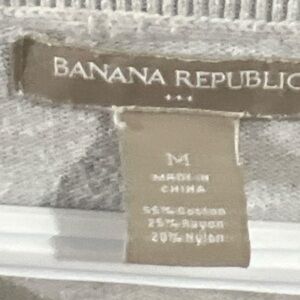 BANANA REPUBLIC
M
MADE IN
CHINA
55% Cotton
25% Rayon
20% Nylon